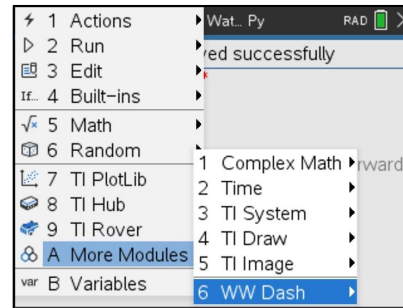 1 Actions
2 Run
3 Edit
If... 4 Built-ins
5 Math
6 Random
7 TI PlotLib
8 TI Hub
9 TI Rover
A More Modules
var B Variables
Wat... Py RAD
ved successfully
*
rward
1 Complex Math
2 Time
3 TI System
4 TI Draw
5 TI Image
6 WW Dash